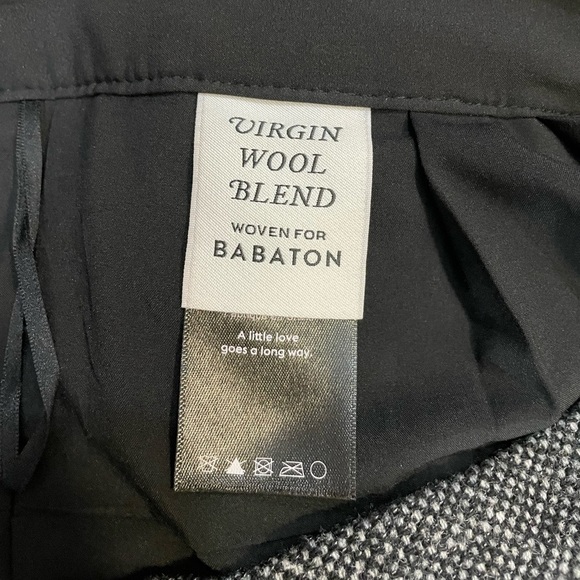 VIRGIN
WOOL
BLEND
WOVEN FOR
BABATON
A little love
goes a long way.